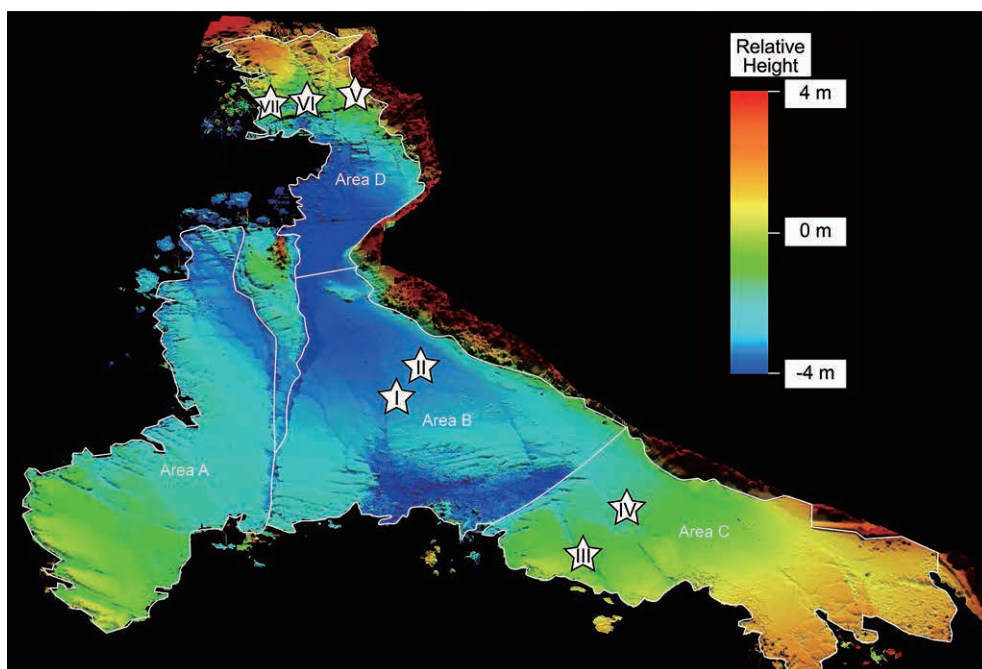 Relative
Height
4 m
0 m
-4 m
VII
VI
V
Area D
II
I
Area B
Area A
IV
Area C
III